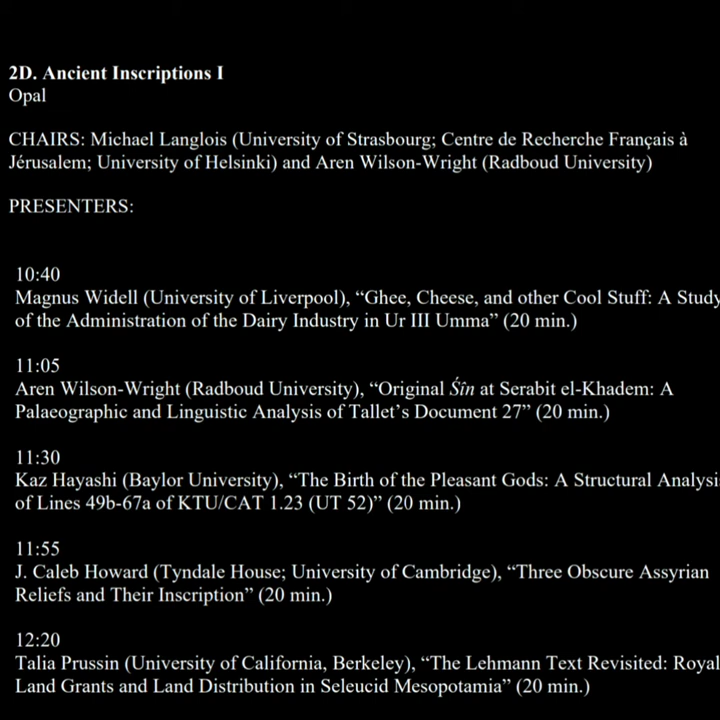 2D. Ancient Inscriptions I
Opal
CHAIRS: Michael Langlois (University of Strasbourg; Centre de Recherche Français à
Jérusalem; University of Helsinki) and Aren Wilson-Wright (Radboud University)
PRESENTERS:
10:40
Magnus Widell (University of Liverpool), “Ghee, Cheese, and other Cool Stuff: A Study
of the Administration of the Dairy Industry in Ur III Umma” (20 min.)
11:05
Aren Wilson-Wright (Radboud University), “Original Śîn at Serabit el-Khadem: A
Palaeographic and Linguistic Analysis of Tallet’s Document 27” (20 min.)
11:30
Kaz Hayashi (Baylor University), “The Birth of the Pleasant Gods: A Structural Analysi
of Lines 49b-67a of KTU/CAT 1.23 (UT 52)” (20 min.)
11:55
J. Caleb Howard (Tyndale House; University of Cambridge), “Three Obscure Assyrian
Reliefs and Their Inscription” (20 min.)
12:20
Talia Prussin (University of California, Berkeley), “The Lehmann Text Revisited: Royal
Land Grants and Land Distribution in Seleucid Mesopotamia” (20 min.)